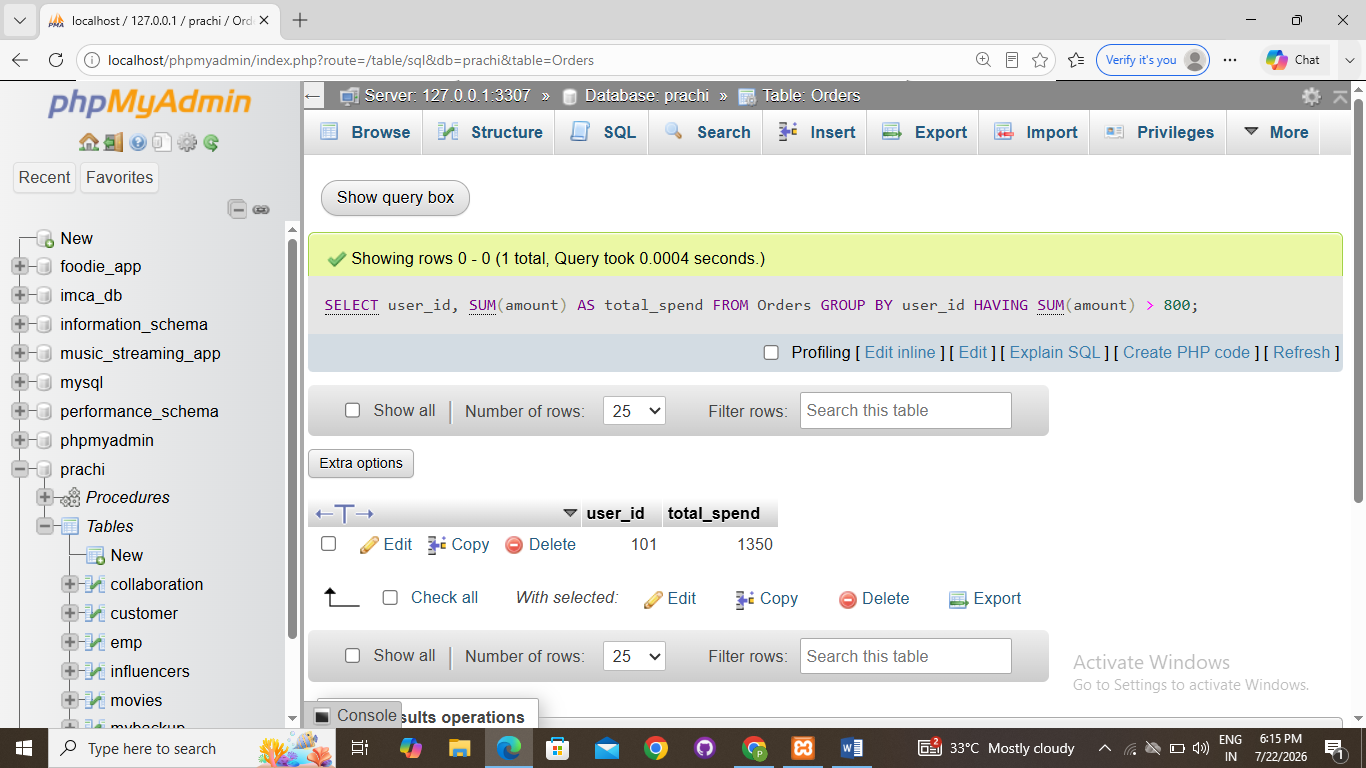 localhost / 127.0.0.1 / prachi / Ord
localhost/phpmyadmin/index.php?route=/table/sql&db=prachi&table=Orders
Verify it's you
Chat
phpMyAdmin
Recent
Favorites
New
foodie_app
imca_db
information_schema
music_streaming_app
mysql
performance_schema
phpmyadmin
prachi
Procedures
Tables
New
collaboration
customer
emp
influencers
movies
mybackup
Server: 127.0.0.1:3307 » Database: prachi » Table: Orders
Browse Structure SQL Search Insert Export Import Privileges More
Show query box
Showing rows 0 - 0 (1 total, Query took 0.0004 seconds.)
SELECT user_id, SUM(amount) AS total_spend FROM Orders GROUP BY user_id HAVING SUM(amount) > 800;
Profiling [ Edit inline ] [ Edit ] [ Explain SQL ] [ Create PHP code ] [ Refresh ]
Show all Number of rows: 25 Filter rows: Search this table
Extra options
←T→ user_id total_spend
Edit Copy Delete 101 1350
Check all With selected: Edit Copy Delete Export
Show all Number of rows: 25 Filter rows: Search this table
Activate Windows
Go to Settings to activate Windows.
Console
sults operations
Type here to search
2
33°C Mostly cloudy
ENG
IN
6:15 PM
7/22/2026
1